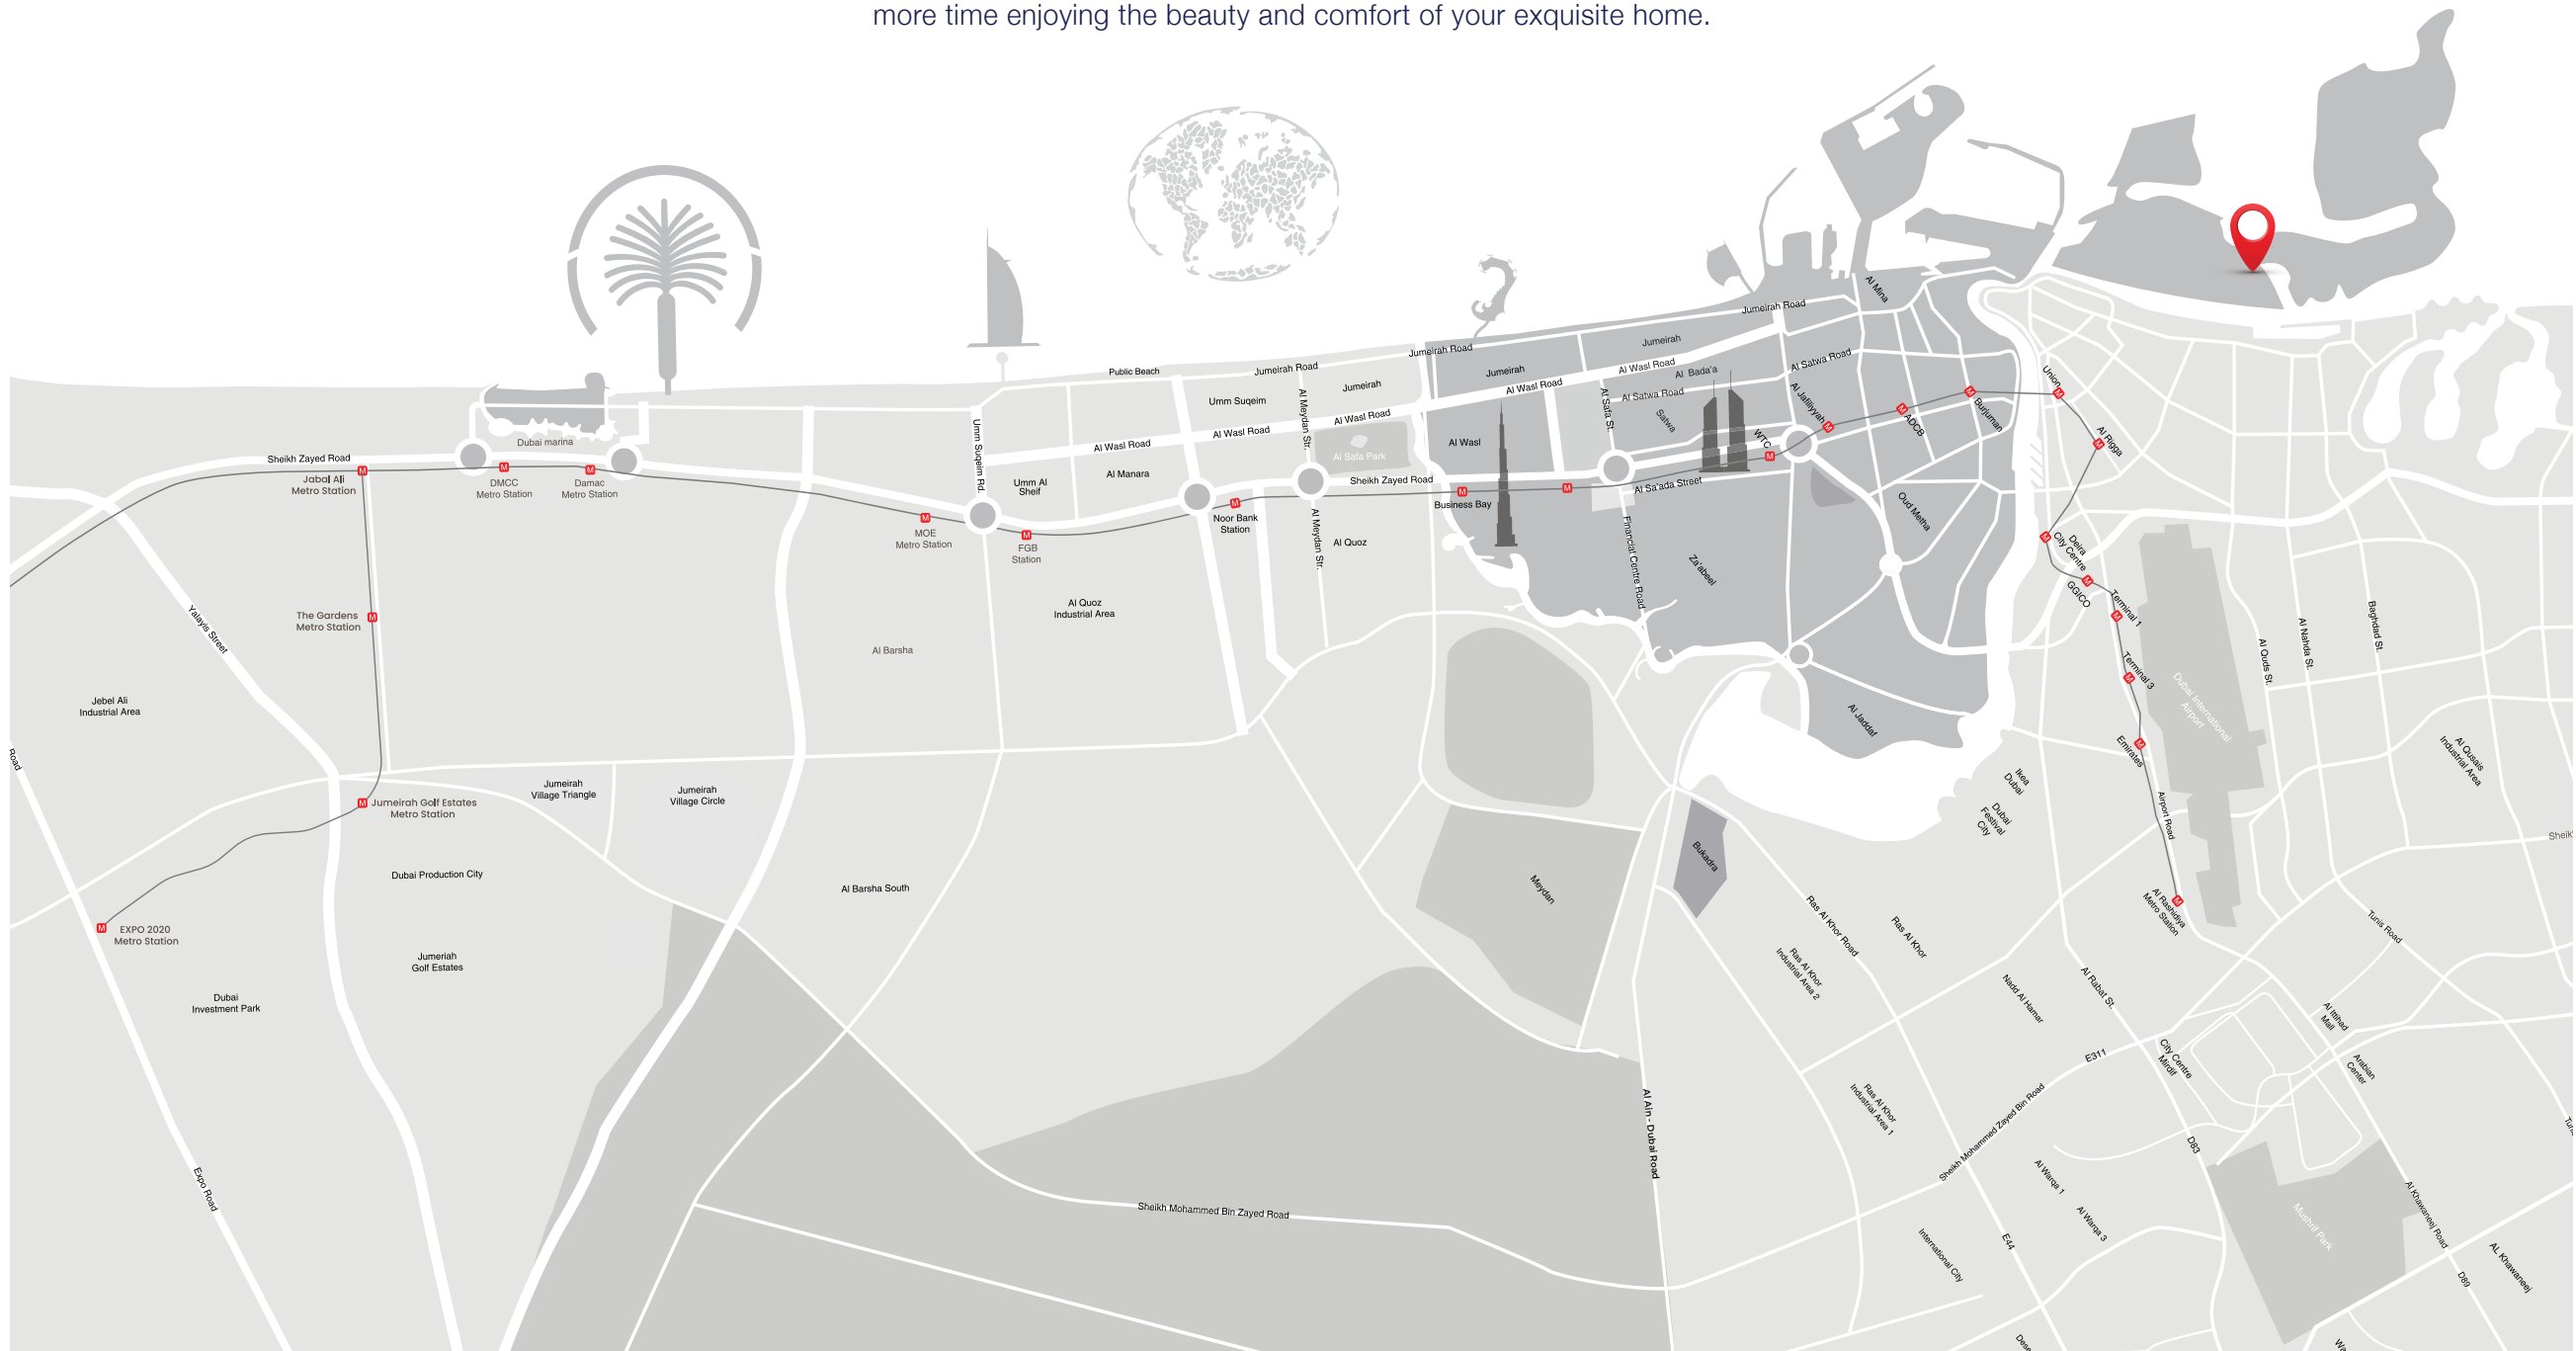 more time enjoying the beauty and comfort of your exquisite home.
Al Mina
Jumeirah Road
Jumeirah
Jumeirah Road
Al Satwa Road
Al Wasl Road
Al Bada'a
Public Beach
Jumeirah Road
Jumeirah
Jumeirah
Al Wasl Road
Al Satwa Road
Al Safa St.
Satwa
Al Jafiliyyah
ADCB
Burjuman
Union
Al Rigga
WTC
Umm Suqeim
Al Meydan Str.
Al Wasl Road
Al Wasl Road
Al Wasl Road
Al Wasl
Al Safa Park
Umm Suqeim Rd.
Al Manara
Umm Al
Sheif
Dubai marina
Sheikh Zayed Road
Jabal Ali
Metro Station
DMCC
Metro Station
Damac
Metro Station
MOE
Metro Station
FGB
Station
Noor Bank
Station
Sheikh Zayed Road
Business Bay
Al Sa'ada Street
Al Meydan Str.
Al Quoz
Financial Centre Road
Za'abeel
Oud Metha
Deira
City Centre
GGICO
Terminal 1
Terminal 3
Emirates
Dubai International
Airport
Al Quds St.
Al Nahda St.
Baghdad St.
Al Qusais
Industrial Area
Airport Road
Al Rashidiya
Metro Station
The Gardens
Metro Station
Yalayis Street
Al Quoz
Industrial Area
Al Barsha
Jebel Ali
Industrial Area
Road
Al Jaddaf
Ikea
Dubai
Dubai
Festival
City
Jumeirah
Village Triangle
Jumeirah
Village Circle
Jumeirah Golf Estates
Metro Station
Dubai Production City
Al Barsha South
Meydan
Bukadra
Sheik
EXPO 2020
Metro Station
Jumeriah
Golf Estates
Dubai
Investment Park
Ras Al Khor Road
Ras Al Khor
Ras Al Khor
Industrial Area 2
Nadd Al Hamar
Al Rabat St.
Tunis Road
Al Ittihad
Mall
Arabian
Center
City Centre
Mirdif
E311
Ras Al Khor
Industrial Area 1
Sheikh Mohammed Zayed Bin Road
Al Ain - Dubai Road
D83
Al Warqa 1
Al Warqa 3
Expo Road
Sheikh Mohammed Bin Zayed Road
International City
E44
Mushrif Park
Al Khawaneej Road
D89
AL Khawaneej